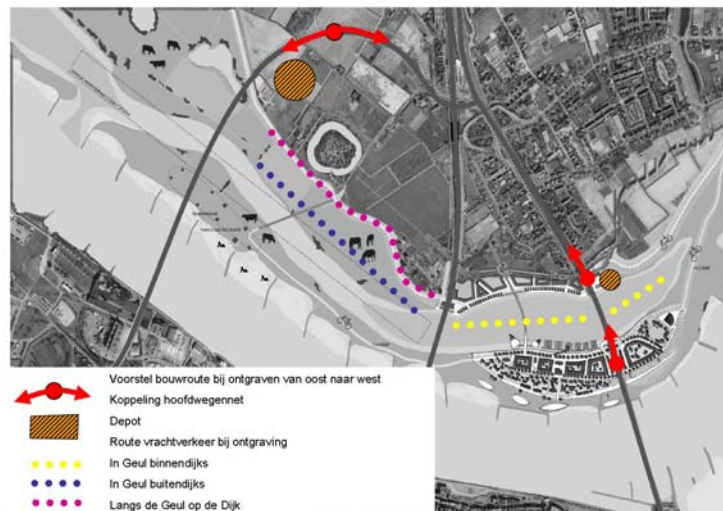 Voorstel bouwroute bij ontgraven van oost naar west
Koppeling hoofdwegennet
Depot
Route vrachtverkeer bij ontgraving
In Geul binnendijks
In Geul buitendijks
Langs de Geul op de Dijk